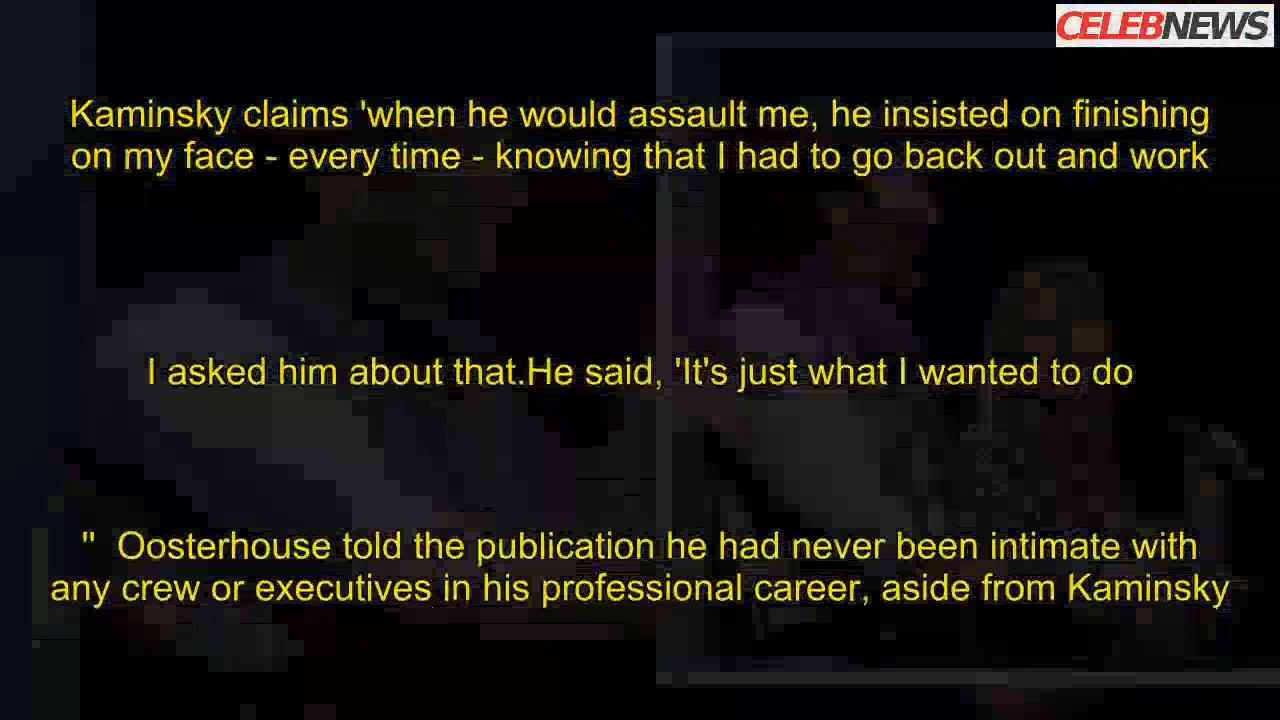 CELEBNEWS
Kaminsky claims 'when he would assault me, he insisted on finishing
on my face - every time - knowing that I had to go back out and work
I asked him about that.He said, 'It's just what I wanted to do
"  Oosterhouse told the publication he had never been intimate with
any crew or executives in his professional career, aside from Kaminsky